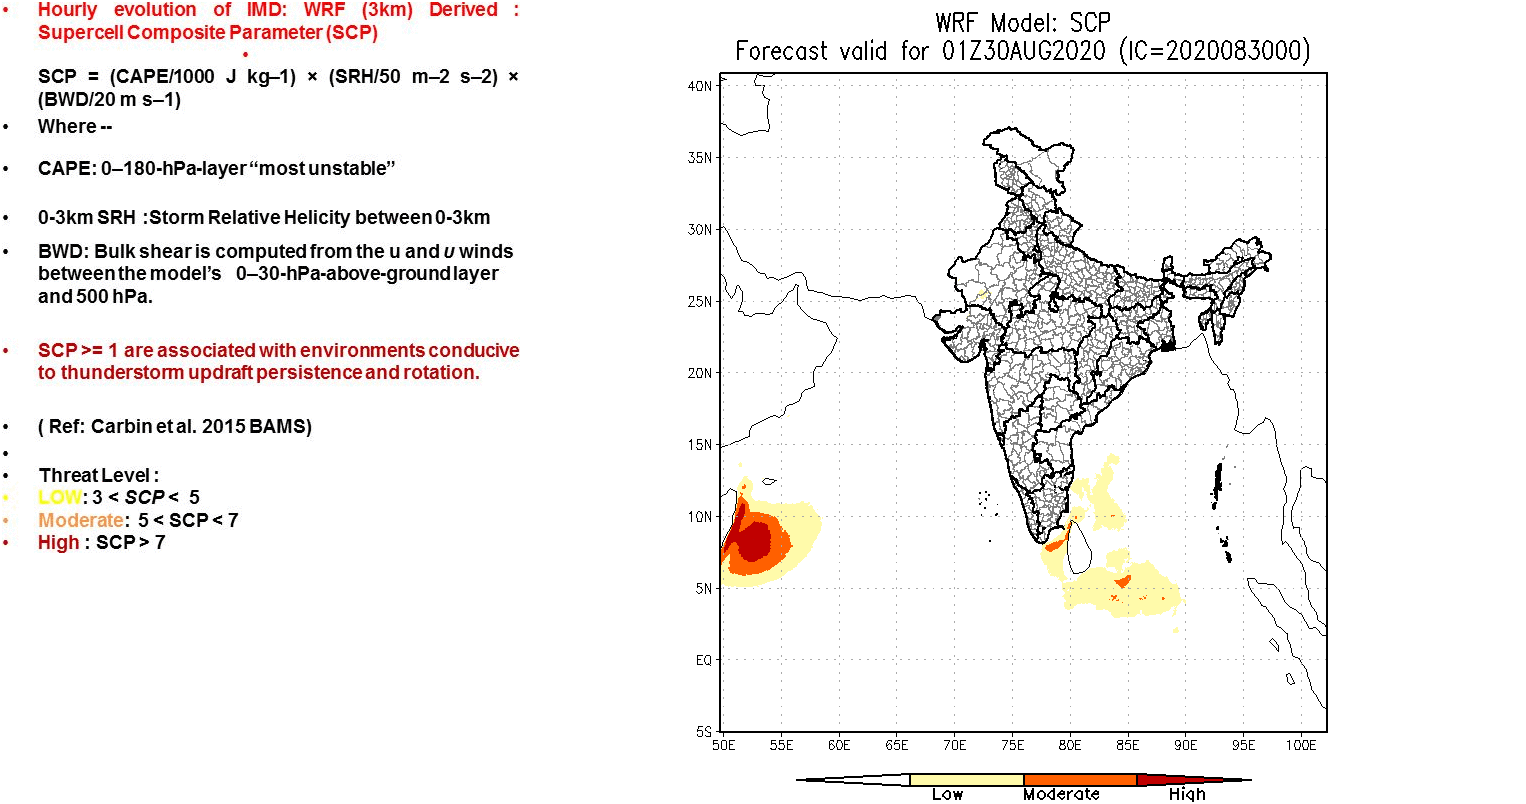 • Hourly evolution of IMD: WRF (3km) Derived :
Supercell Composite Parameter (SCP)
•
SCP = (CAPE/1000 J kg–1) × (SRH/50 m–2 s–2) ×
(BWD/20 m s–1)
• Where --
• CAPE: 0–180-hPa-layer “most unstable”
• 0-3km SRH :Storm Relative Helicity between 0-3km
• BWD: Bulk shear is computed from the u and υ winds
between the model’s 0–30-hPa-above-ground layer
and 500 hPa.
• SCP >= 1 are associated with environments conducive
to thunderstorm updraft persistence and rotation.
• ( Ref: Carbin et al. 2015 BAMS)
•
• Threat Level :
• LOW: 3 < SCP < 5
• Moderate: 5 < SCP < 7
• High : SCP > 7
WRF Model: SCP
Forecast valid for 01Z30AUG2020 (IC=2020083000)
40N
35N
30N
25N
20N
15N
10N
5N
EQ
5S
50E 55E 60E 65E 70E 75E 80E 85E 90E 95E 100E
Low Moderate High